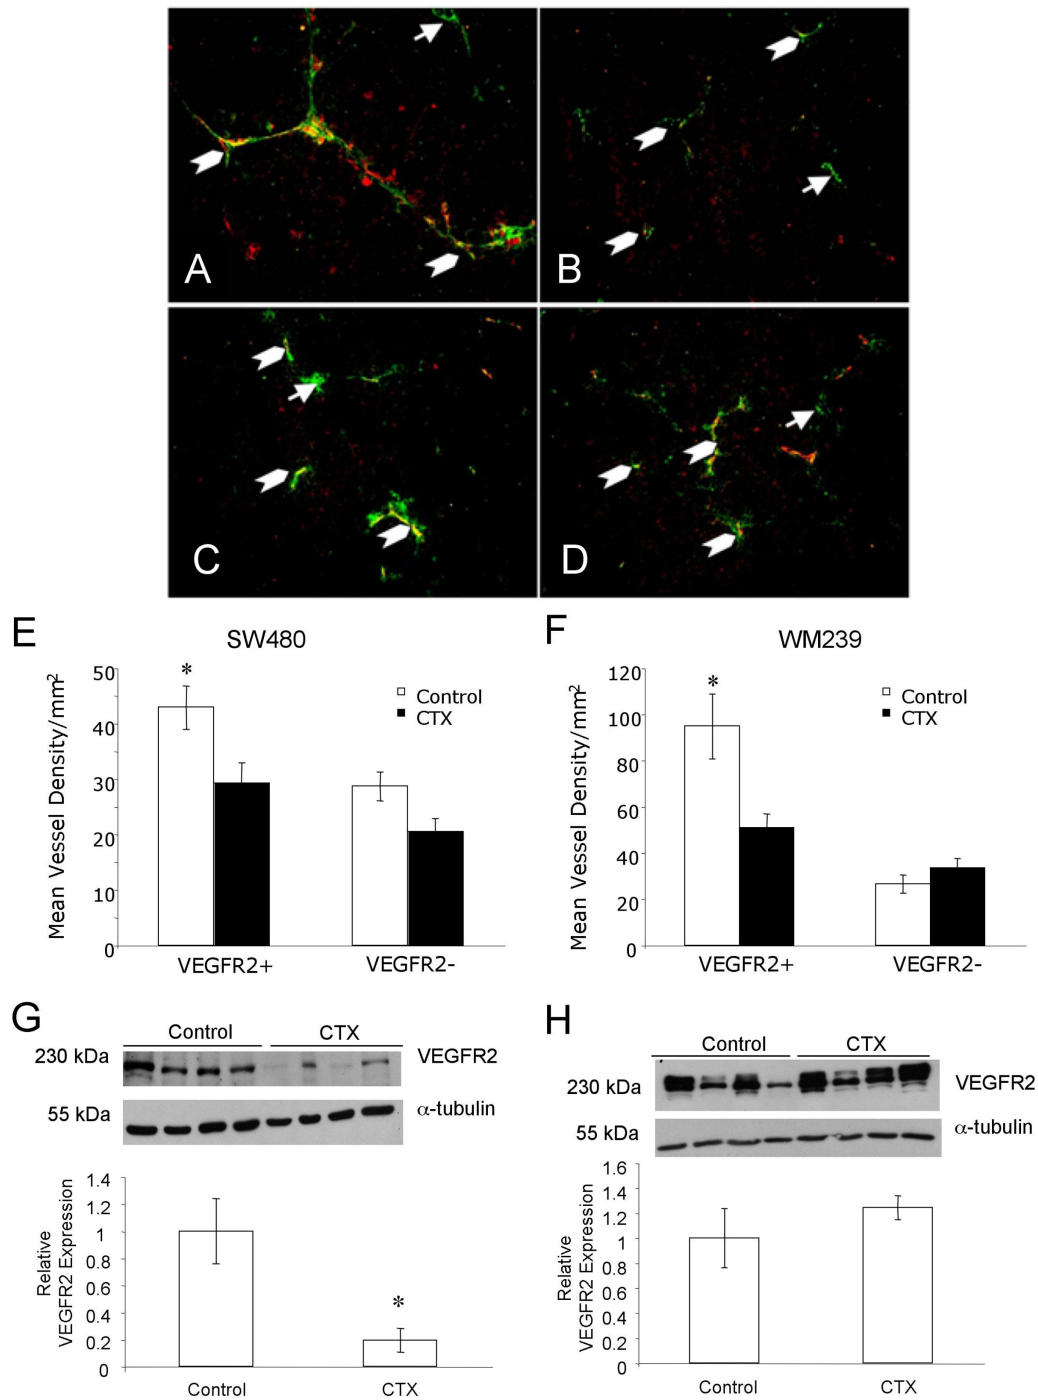 A
B
C
D
E
SW480
Mean Vessel Density/mm²
50
40
30
20
10
0
*
Control
CTX
VEGFR2+
VEGFR2-
F
WM239
Mean Vessel Density/mm²
120
100
80
60
40
20
0
*
Control
CTX
VEGFR2+
VEGFR2-
G
Control
CTX
230 kDa
VEGFR2
55 kDa
α-tubulin
Relative
VEGFR2 Expression
1.4
1.2
1
0.8
0.6
0.4
0.2
0
*
Control
CTX
H
Control
CTX
230 kDa
VEGFR2
55 kDa
α-tubulin
Relative
VEGFR2 Expression
1.6
1.4
1.2
1
0.8
0.6
0.4
0.2
0
Control
CTX